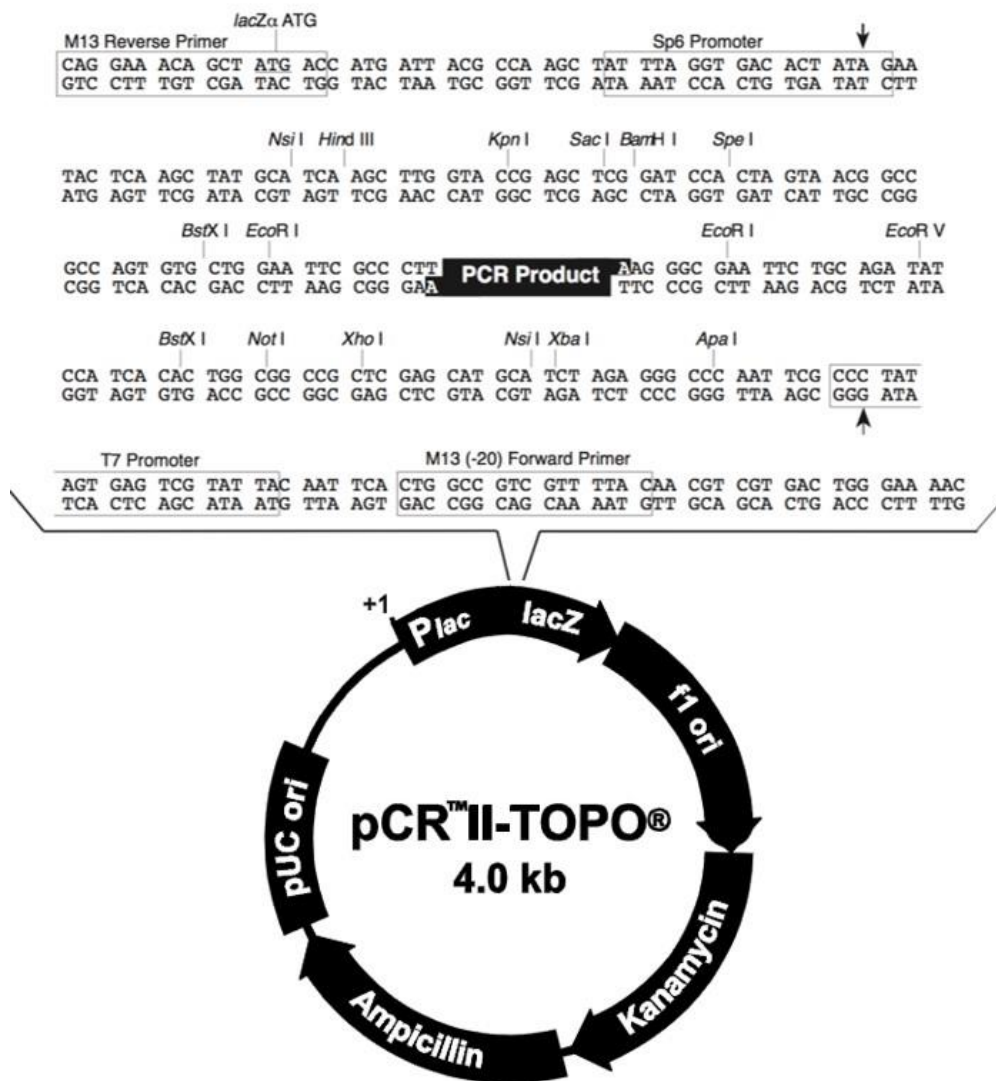 lacZα ATG
M13 Reverse Primer
Sp6 Promoter
CAG GAA ACA GCT ATG ACC ATG ATT ACG CCA AGC TAT TTA GGT GAC ACT ATA GAA
GTC CTT TGT CGA TAC TGG TAC TAA TGC GGT TCG ATA AAT CCA CTG TGA TAT CTT
Nsi I Hind III Kpn I Sac I BamH I Spe I
TAC TCA AGC TAT GCA TCA AGC TTG GTA CCG AGC TCG GAT CCA CTA GTA ACG GCC
ATG AGT TCG ATA CGT AGT TCG AAC CAT GGC TCG AGC CTA GGT GAT CAT TGC CGG
BstX I EcoR I EcoR I EcoR V
GCC AGT GTG CTG GAA TTC GCC CTT PCR Product AAG GGC GAA TTC TGC AGA TAT
CGG TCA CAC GAC CTT AAG CGG GAA TTC CCG CTT AAG ACG TCT ATA
BstX I Not I Xho I Nsi I Xba I Apa I
CCA TCA CAC TGG CGG CCG CTC GAG CAT GCA TCT AGA GGG CCC AAT TCG CCC TAT
GGT AGT GTG ACC GCC GGC GAG CTC GTA CGT AGA TCT CCC GGG TTA AGC GGG ATA
T7 Promoter M13 (-20) Forward Primer
AGT GAG TCG TAT TAC AAT TCA CTG GCC GTC GTT TTA CAA CGT CGT GAC TGG GAA AAC
TCA CTC AGC ATA ATG TTA AGT GAC CGG CAG CAA AAT GTT GCA GCA CTG ACC CTT TTG
+1
Plac
lacZ
f1 ori
Kanamycin
Ampicillin
pUC ori
pCR™II-TOPO®
4.0 kb